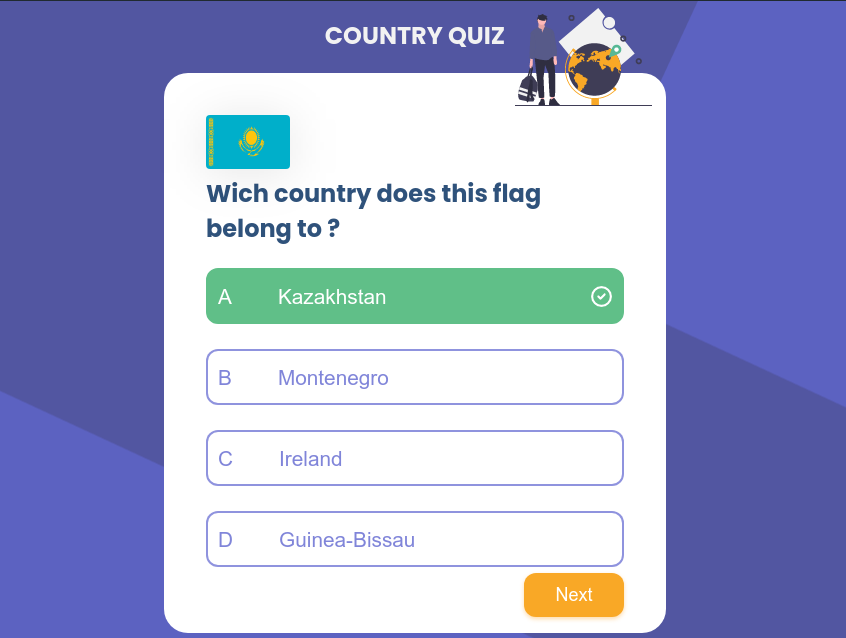 COUNTRY QUIZ
Wich country does this flag
belong to ?
A Kazakhstan
B Montenegro
C Ireland
D Guinea-Bissau
Next